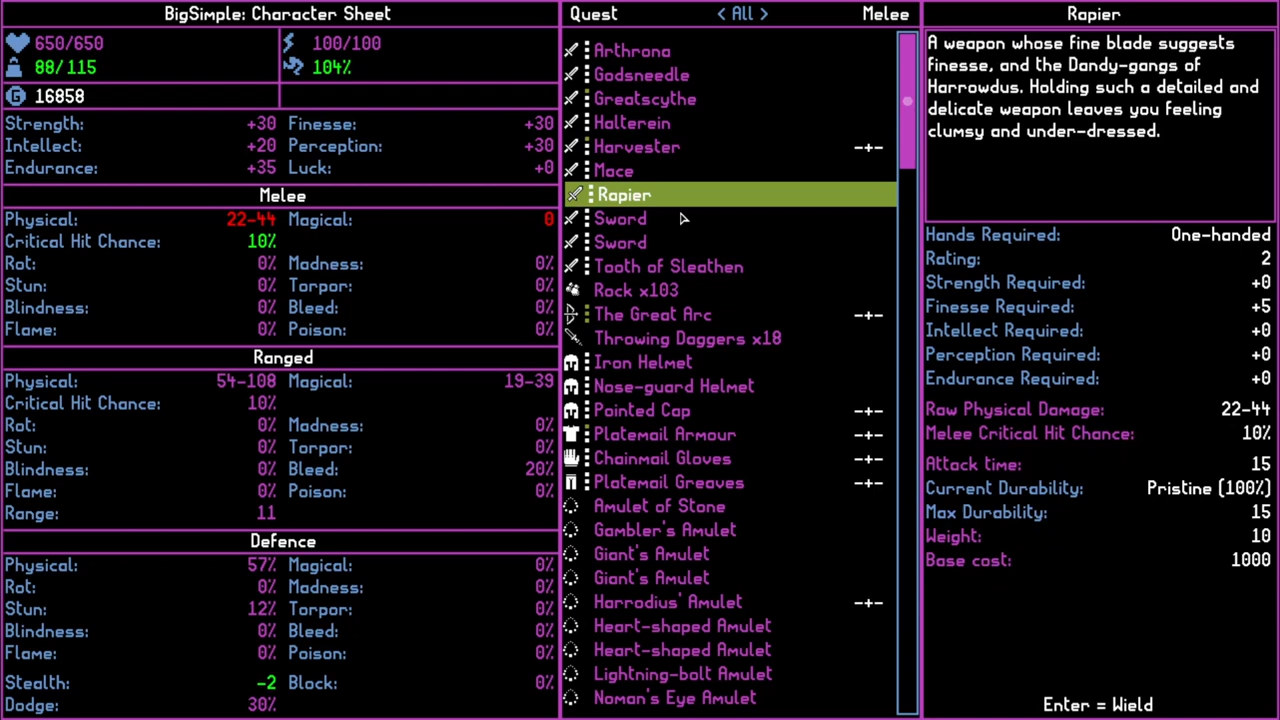 BigSimple: Character Sheet
650/650
100/100
88/115
104%
16858
Strength: +30 Finesse: +30
Intellect: +20 Perception: +30
Endurance: +35 Luck: +0
Melee
Physical: 22-44 Magical: 0
Critical Hit Chance: 10%
Rot: 0% Madness: 0%
Stun: 0% Torpor: 0%
Blindness: 0% Bleed: 0%
Flame: 0% Poison: 0%
Ranged
Physical: 54-108 Magical: 19-39
Critical Hit Chance: 10%
Rot: 0% Madness: 0%
Stun: 0% Torpor: 0%
Blindness: 0% Bleed: 20%
Flame: 0% Poison: 0%
Range: 11
Defence
Physical: 57% Magical: 0%
Rot: 0% Madness: 0%
Stun: 12% Torpor: 0%
Blindness: 0% Bleed: 0%
Flame: 0% Poison: 0%
Stealth: -2 Block: 0%
Dodge: 30%
Quest < All > Melee
Arthrona
Godsneedle
Greatscythe
Halterein
Harvester -+-
Mace
Rapier
Sword
Sword
Tooth of Sleathen
Rock x103
The Great Arc -+-
Throwing Daggers x18
Iron Helmet
Nose-guard Helmet
Pointed Cap -+-
Platemail Armour -+-
Chainmail Gloves -+-
Platemail Greaves -+-
Amulet of Stone
Gambler's Amulet
Giant's Amulet
Giant's Amulet
Harrodius' Amulet -+-
Heart-shaped Amulet
Heart-shaped Amulet
Lightning-bolt Amulet
Noman's Eye Amulet
Rapier
A weapon whose fine blade suggests
finesse, and the Dandy-gangs of
Harrowdus. Holding such a detailed and
delicate weapon leaves you feeling
clumsy and under-dressed.
Hands Required: One-handed
Rating: 2
Strength Required: +0
Finesse Required: +5
Intellect Required: +0
Perception Required: +0
Endurance Required: +0
Raw Physical Damage: 22-44
Melee Critical Hit Chance: 10%
Attack time: 15
Current Durability: Pristine (100%)
Max Durability: 15
Weight: 10
Base cost: 1000
Enter = Wield